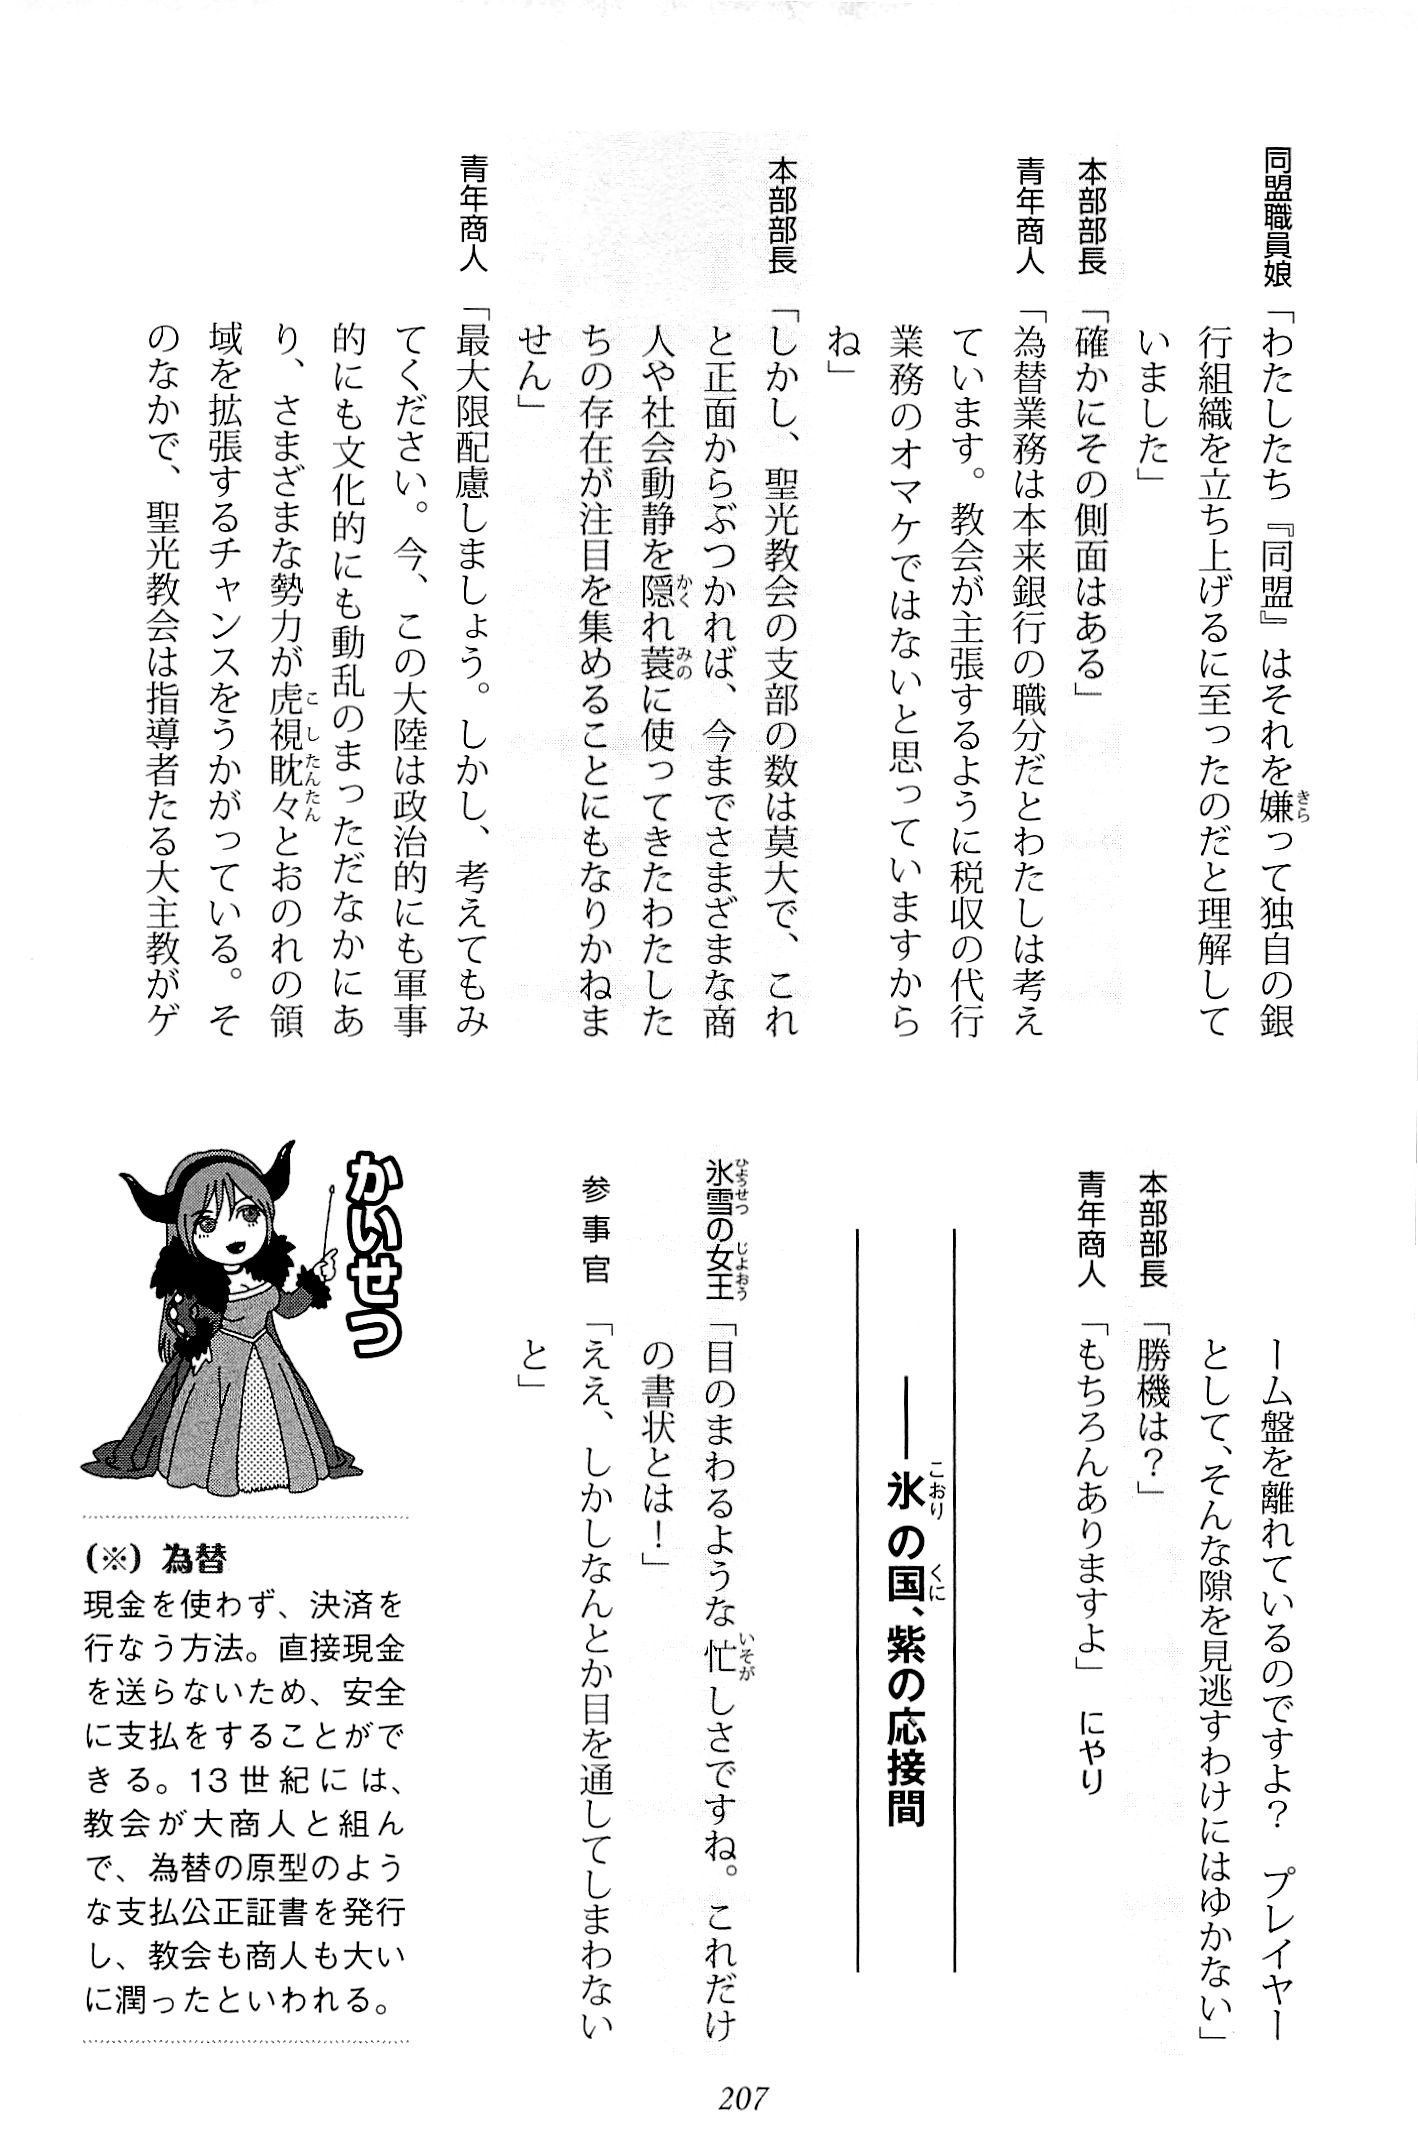 同盟職員娘「わたしたち『同盟』はそれを嫌って独自の銀
行組織を立ち上げるに至ったのだと理解して
いました」
本部部長「確かにその側面はある」
青年商人「為替業務は本来銀行の職分だとわたしは考え
ています。教会が主張するように税収の代行
業務のオマケではないと思っていますから
ね」
本部部長「しかし、聖光教会の支部の数は莫大で、これ
と正面からぶつかれば、今までさまざまな商
人や社会動静を隠れ蓑に使ってきたわたした
ちの存在が注目を集めることにもなりかねま
せん」
青年商人「最大限配慮しましょう。しかし、考えてもみ
てください。今、この大陸は政治的にも軍事
的にも文化的にも動乱のまっただなかにあ
り、さまざまな勢力が虎視眈々とおのれの領
域を拡張するチャンスをうかがっている。そ
のなかで、聖光教会は指導者たる大主教がゲ
ーム盤を離れているのですよ？　プレイヤー
として、そんな隙を見逃すわけにはゆかない」
本部部長「勝機は？」
青年商人「もちろんありますよ」　にやり
――氷の国、紫の応接間
氷雪の女王「目のまわるような忙しさですね。これだけ
の書状とは！」
参事官「ええ、しかしなんとか目を通してしまわない
と」
かいせつ
（※）為替
現金を使わず、決済を
行なう方法。直接現金
を送らないため、安全
に支払をすることがで
きる。13世紀には、
教会が大商人と組ん
で、為替の原型のよう
な支払公正証書を発行
し、教会も商人も大い
に潤ったといわれる。
207